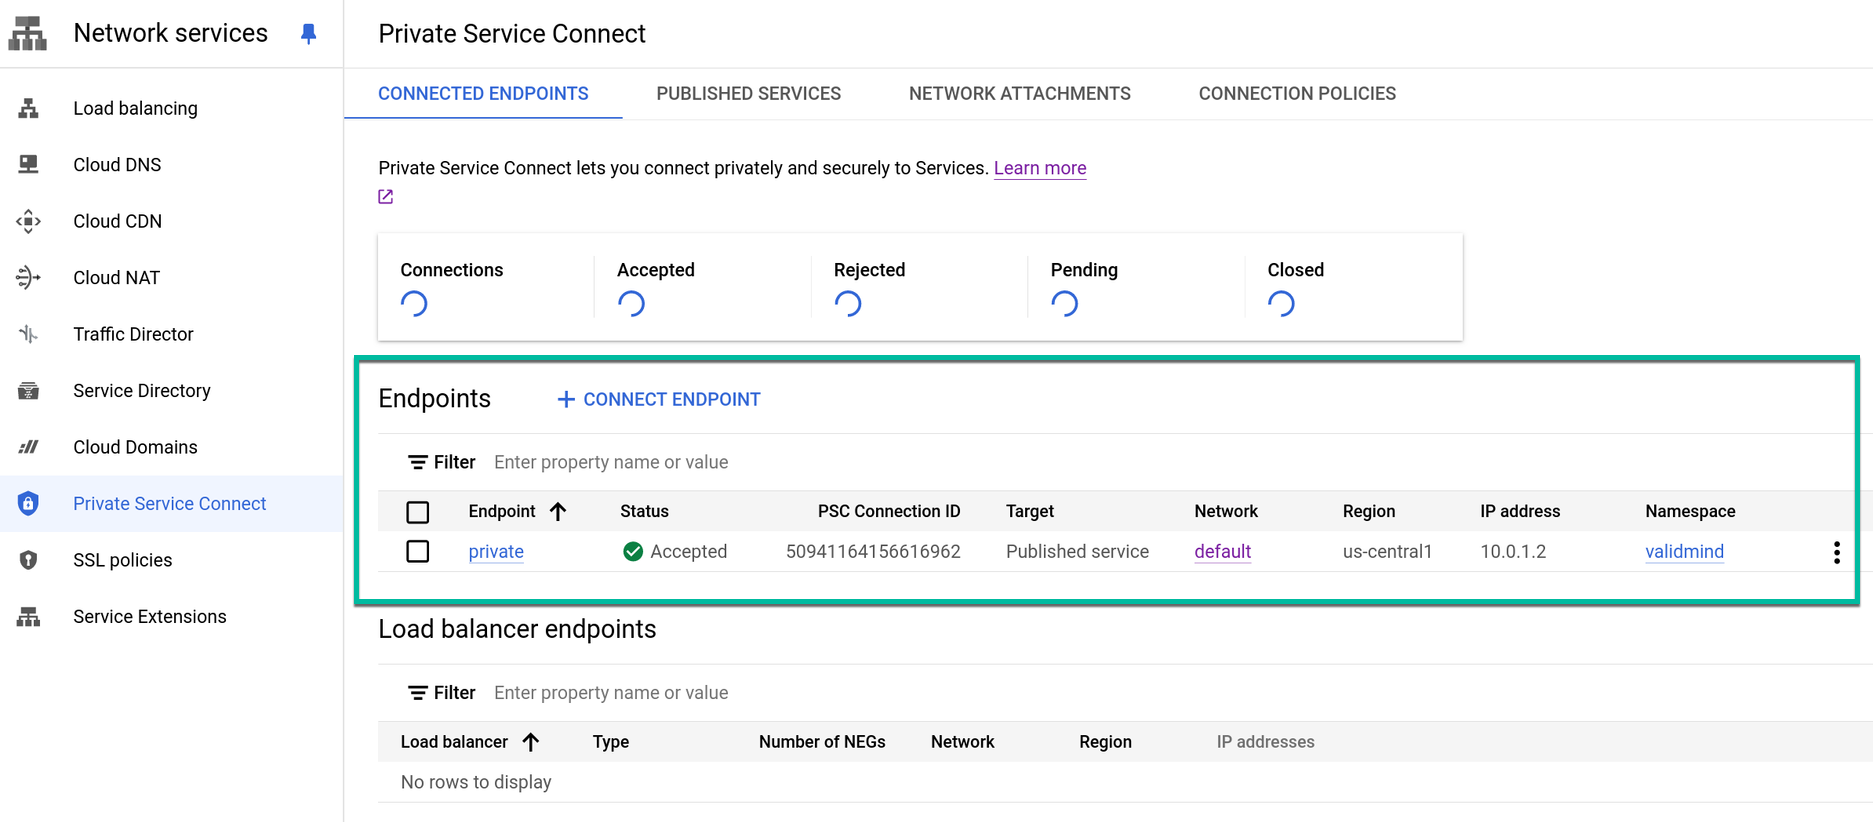 Network services
Load balancing
Cloud DNS
Cloud CDN
Cloud NAT
Traffic Director
Service Directory
Cloud Domains
Private Service Connect
SSL policies
Service Extensions
Private Service Connect
CONNECTED ENDPOINTS PUBLISHED SERVICES NETWORK ATTACHMENTS CONNECTION POLICIES
Private Service Connect lets you connect privately and securely to Services. Learn more
Connections Accepted Rejected Pending Closed
Endpoints + CONNECT ENDPOINT
Filter Enter property name or value
Endpoint Status PSC Connection ID Target Network Region IP address Namespace
private Accepted 50941164156616962 Published service default us-central1 10.0.1.2 validmind
Load balancer endpoints
Filter Enter property name or value
Load balancer Type Number of NEGs Network Region IP addresses
No rows to display